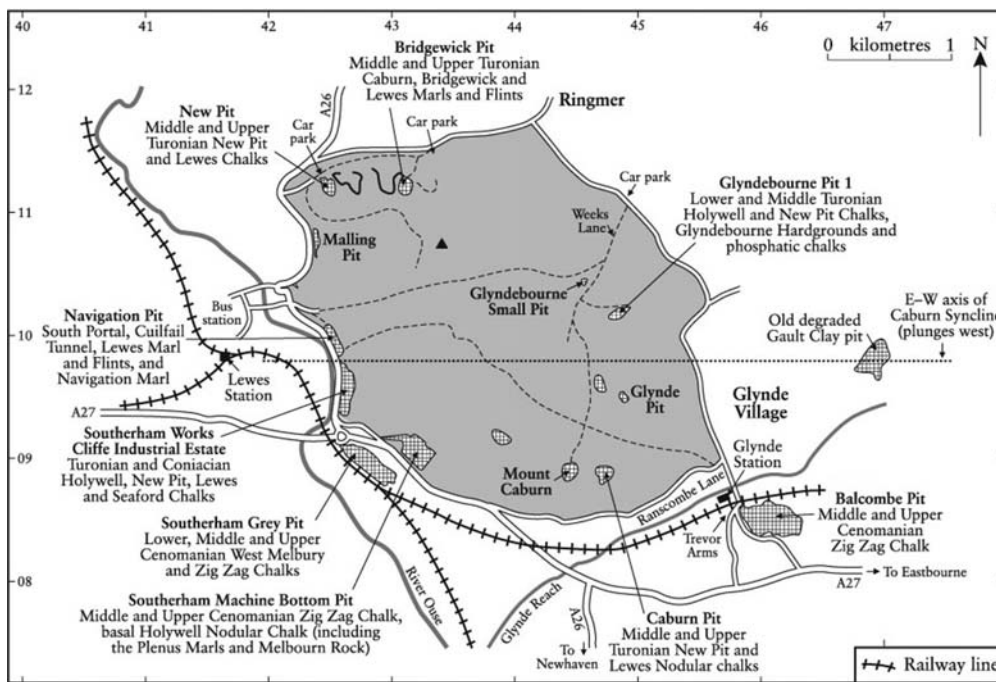 40 41 42 43 44 45 46 47
12
11
10
09
08
0 kilometres 1
N
Bridgewick Pit
Middle and Upper Turonian
Caburn, Bridgewick and
Lewes Marls and Flints
A26
Ringmer
New Pit
Middle and Upper
Turonian New Pit
and Lewes Chalks
Car
park
Car park
Car park
Weeks
Lane
Glyndebourne Pit 1
Lower and Middle Turonian
Holywell and New Pit Chalks,
Glyndebourne Hardgrounds and
phosphatic chalks
Malling
Pit
Glyndebourne
Small Pit
Navigation Pit
South Portal, Cuilfail
Tunnel, Lewes Marl
and Flints, and
Navigation Marl
Bus
station
Lewes
Station
E–W axis of
Caburn Syncline
(plunges west)
Old degraded
Gault Clay pit
A27
Southerham Works
Cliffe Industrial Estate
Turonian and Coniacian
Holywell, New Pit, Lewes
and Seaford Chalks
Glynde
Pit
Glynde
Village
Glynde
Station
Mount
Caburn
Ranscombe Lane
Southerham Grey Pit
Lower, Middle and Upper
Cenomanian West Melbury
and Zig Zag Chalks
Trevor
Arms
Balcombe Pit
Middle and Upper
Cenomanian
Zig Zag Chalk
River Ouse
Glynde Reach
To Eastbourne
A27
Southerham Machine Bottom Pit
Middle and Upper Cenomanian Zig Zag Chalk,
basal Holywell Nodular Chalk (including
the Plenus Marls and Melbourn Rock)
A26
To
Newhaven
Caburn Pit
Middle and Upper
Turonian New Pit and
Lewes Nodular chalks
Railway line